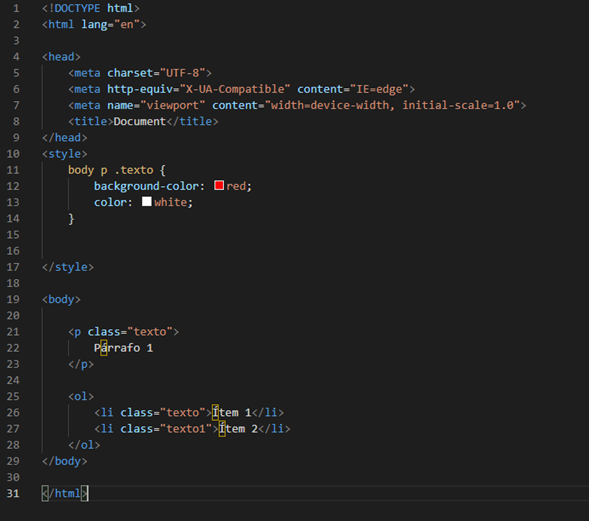 1 <!DOCTYPE html>
2 <html lang="en">
3
4 <head>
5     <meta charset="UTF-8">
6     <meta http-equiv="X-UA-Compatible" content="IE=edge">
7     <meta name="viewport" content="width=device-width, initial-scale=1.0">
8     <title>Document</title>
9 </head>
10 <style>
11     body p .texto {
12         background-color: red;
13         color: white;
14     }
15
16
17 </style>
18
19 <body>
20
21     <p class="texto">
22         Párrafo 1
23     </p>
24
25     <ol>
26         <li class="texto">Ítem 1</li>
27         <li class="texto1">Ítem 2</li>
28     </ol>
29 </body>
30
31 </html>